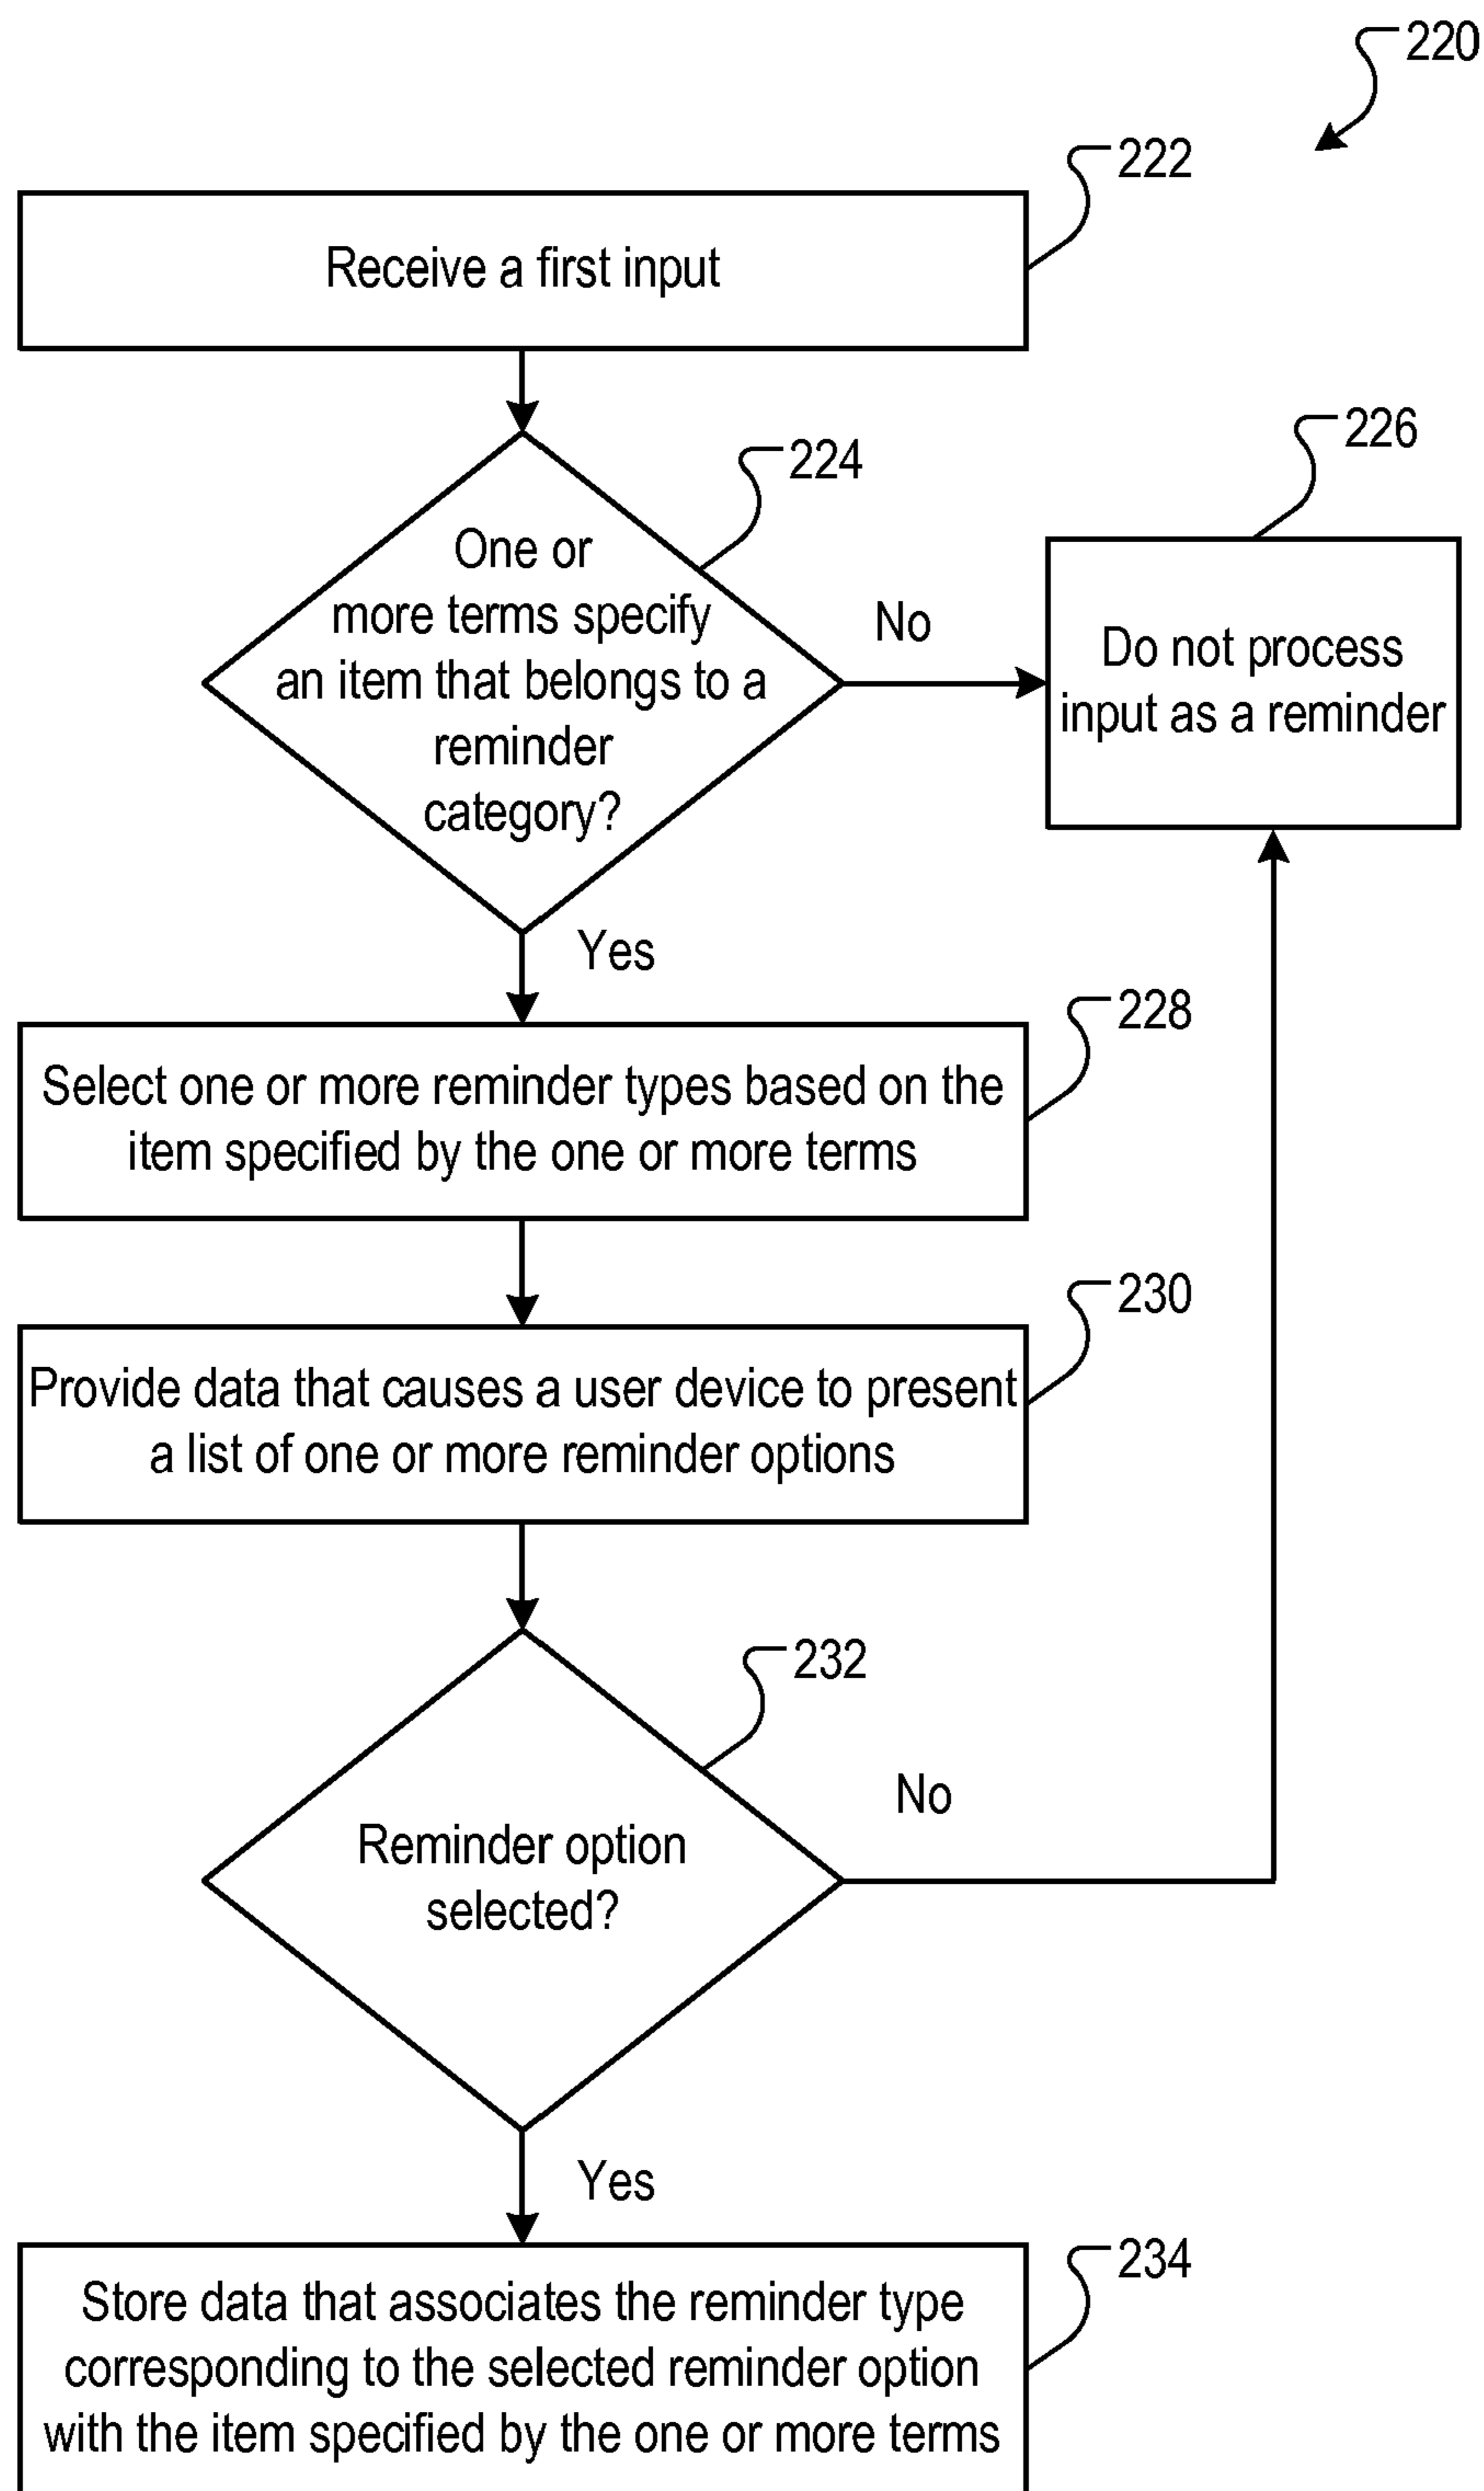 220
222
Receive a first input
224
One or
more terms specify
an item that belongs to a
reminder
category?
No
226
Do not process
input as a reminder
Yes
228
Select one or more reminder types based on the
item specified by the one or more terms
230
Provide data that causes a user device to present
a list of one or more reminder options
232
Reminder option
selected?
No
Yes
234
Store data that associates the reminder type
corresponding to the selected reminder option
with the item specified by the one or more terms